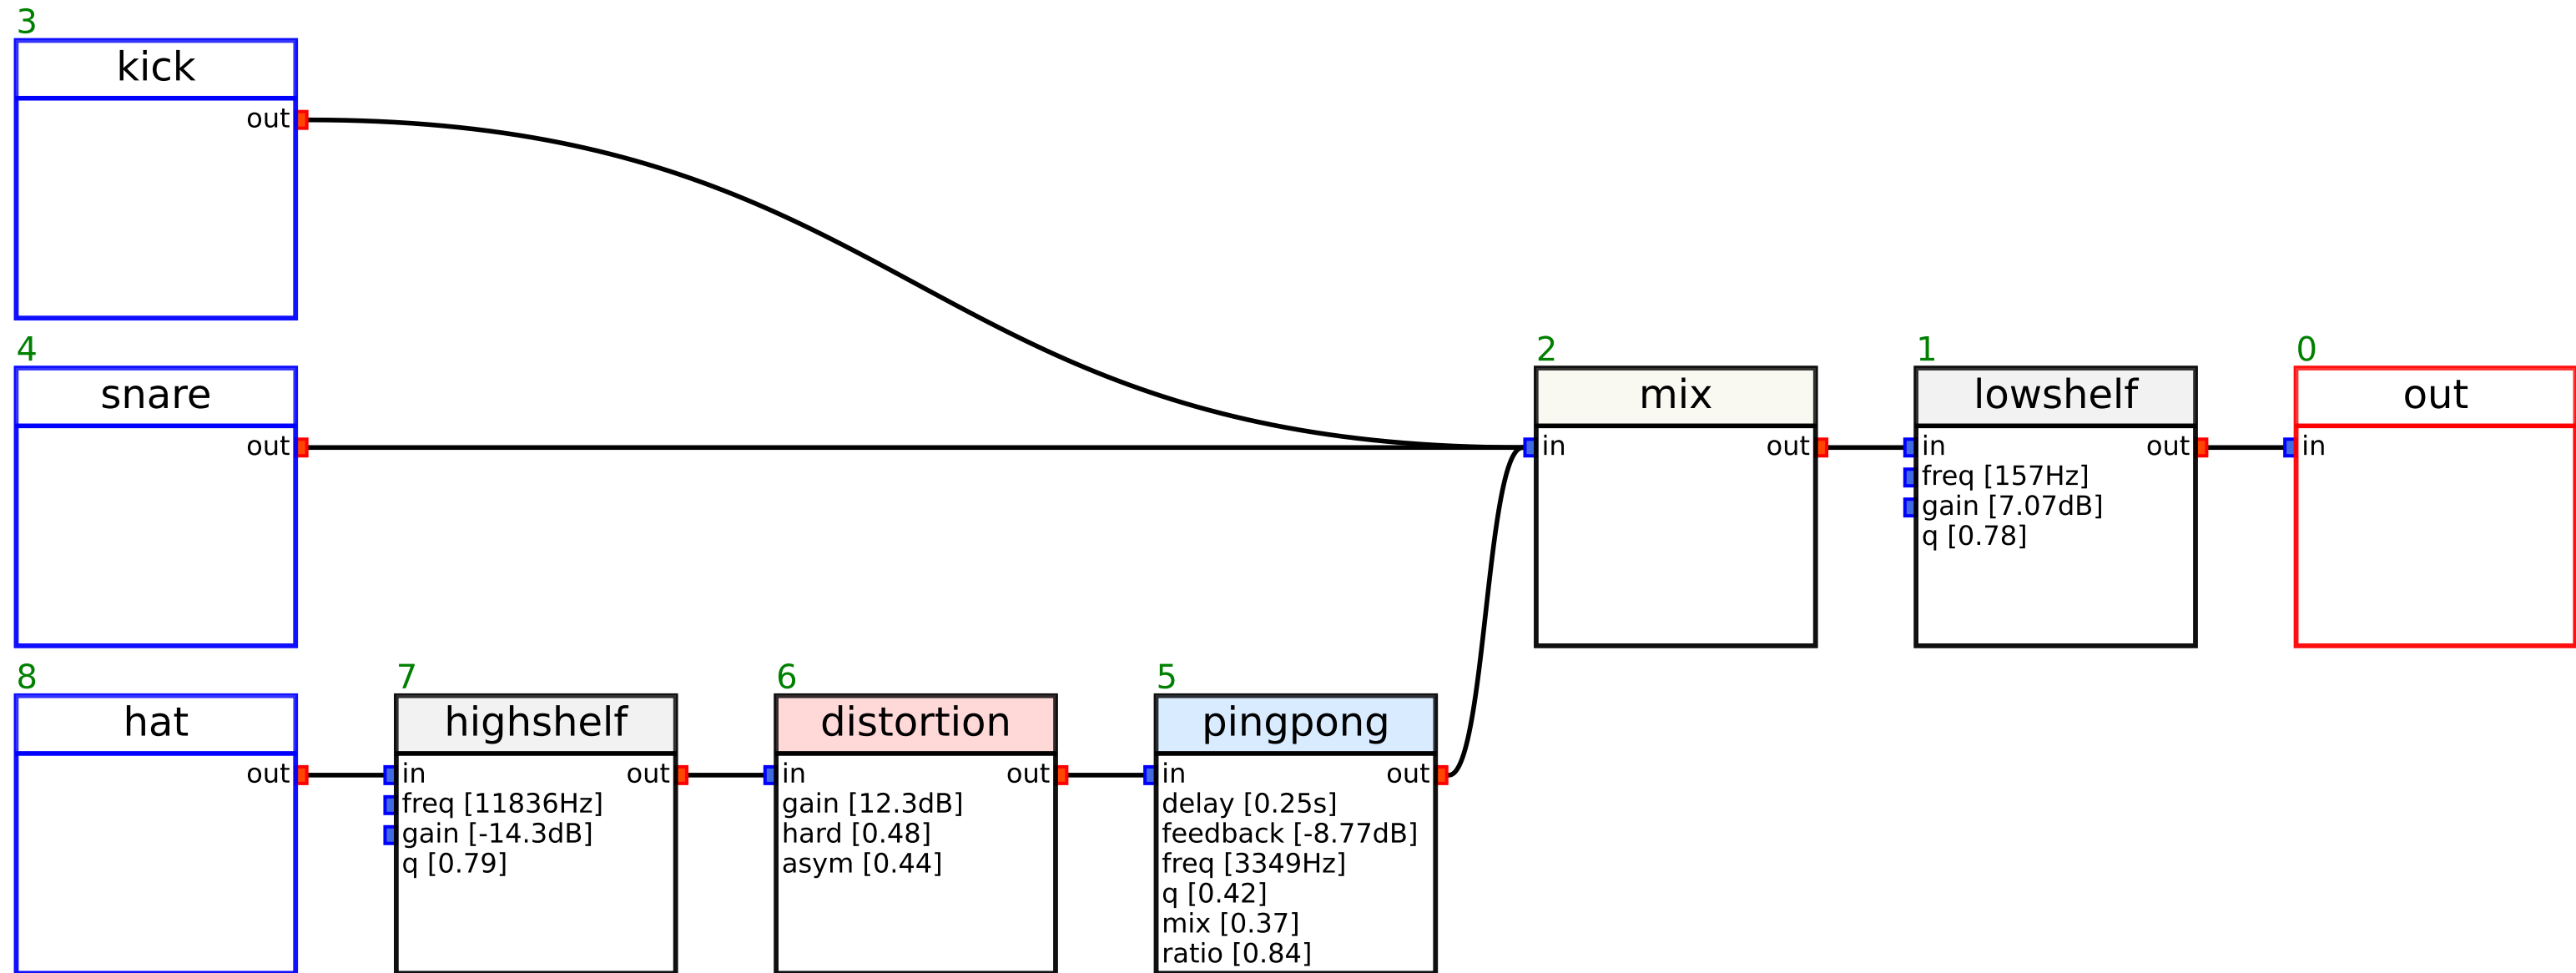 3
kick
out
4
snare
out
2
mix
in out
1
lowshelf
in out
freq [157Hz]
gain [7.07dB]
q [0.78]
0
out
in
8
hat
out
7
highshelf
in out
freq [11836Hz]
gain [-14.3dB]
q [0.79]
6
distortion
in out
gain [12.3dB]
hard [0.48]
asym [0.44]
5
pingpong
in out
delay [0.25s]
feedback [-8.77dB]
freq [3349Hz]
q [0.42]
mix [0.37]
ratio [0.84]